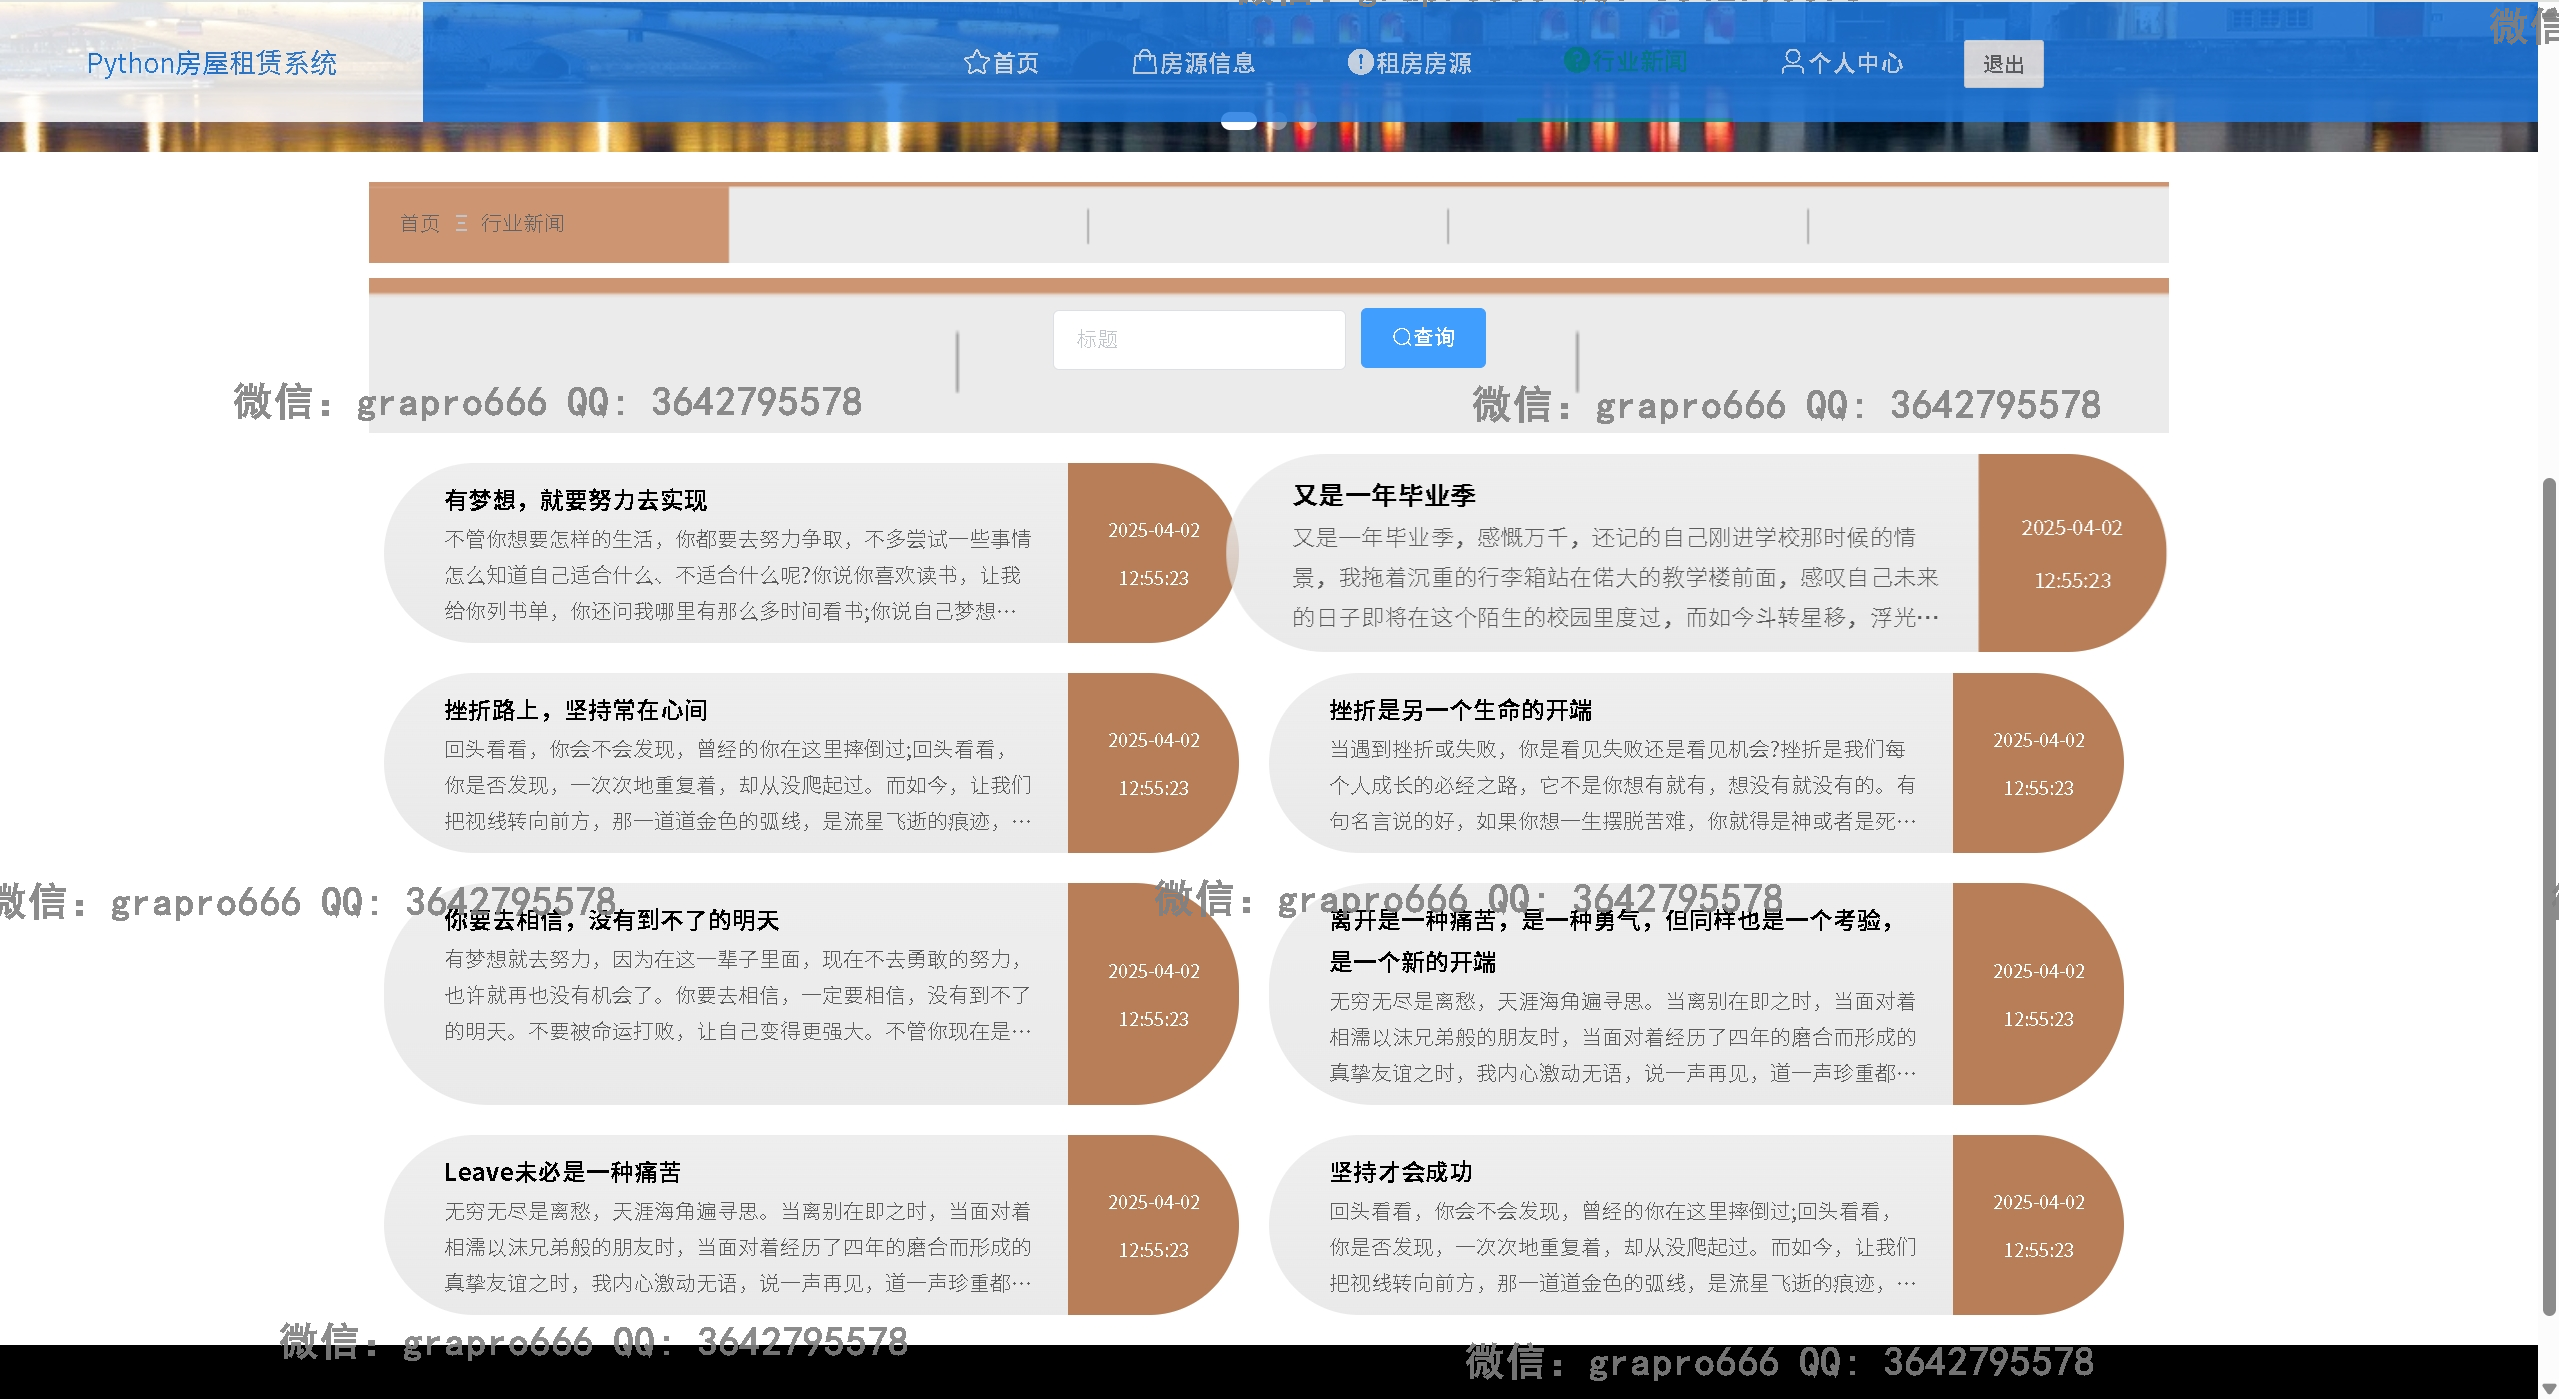 Python房屋租赁系统
首页
房源信息
租房房源
行业新闻
个人中心
退出
首页 三 行业新闻
标题
查询
微信：grapro666 QQ: 3642795578
微信：grapro666 QQ: 3642795578
有梦想，就要努力去实现
不管你想要怎样的生活，你都要去努力争取，不多尝试一些事情
怎么知道自己适合什么、不适合什么呢?你说你喜欢读书，让我
给你列书单，你还问我哪里有那么多时间看书;你说自己梦想…
2025-04-02
12:55:23
又是一年毕业季
又是一年毕业季，感慨万千，还记的自己刚进学校那时候的情
景，我拖着沉重的行李箱站在偌大的教学楼前面，感叹自己未来
的日子即将在这个陌生的校园里度过，而如今斗转星移，浮光…
2025-04-02
12:55:23
挫折路上，坚持常在心间
回头看看，你会不会发现，曾经的你在这里摔倒过;回头看看，
你是否发现，一次次地重复着，却从没爬起过。而如今，让我们
把视线转向前方，那一道道金色的弧线，是流星飞逝的痕迹，…
2025-04-02
12:55:23
挫折是另一个生命的开端
当遇到挫折或失败，你是看见失败还是看见机会?挫折是我们每
个人成长的必经之路，它不是你想有就有，想没有就没有的。有
句名言说的好，如果你想一生摆脱苦难，你就得是神或者是死…
2025-04-02
12:55:23
微信：grapro666 QQ: 3642795578
微信：grapro666 QQ: 3642795578
你要去相信，没有到不了的明天
有梦想就去努力，因为在这一辈子里面，现在不去勇敢的努力，
也许就再也没有机会了。你要去相信，一定要相信，没有到不了
的明天。不要被命运打败，让自己变得更强大。不管你现在是…
2025-04-02
12:55:23
离开是一种痛苦，是一种勇气，但同样也是一个考验，
是一个新的开端
无穷无尽是离愁，天涯海角遍寻思。当离别在即之时，当面对着
相濡以沫兄弟般的朋友时，当面对着经历了四年的磨合而形成的
真挚友谊之时，我内心激动无语，说一声再见，道一声珍重都…
2025-04-02
12:55:23
Leave未必是一种痛苦
无穷无尽是离愁，天涯海角遍寻思。当离别在即之时，当面对着
相濡以沫兄弟般的朋友时，当面对着经历了四年的磨合而形成的
真挚友谊之时，我内心激动无语，说一声再见，道一声珍重都…
2025-04-02
12:55:23
坚持才会成功
回头看看，你会不会发现，曾经的你在这里摔倒过;回头看看，
你是否发现，一次次地重复着，却从没爬起过。而如今，让我们
把视线转向前方，那一道道金色的弧线，是流星飞逝的痕迹，…
2025-04-02
12:55:23
微信：grapro666 QQ: 3642795578
微信：grapro666 QQ: 3642795578
微信